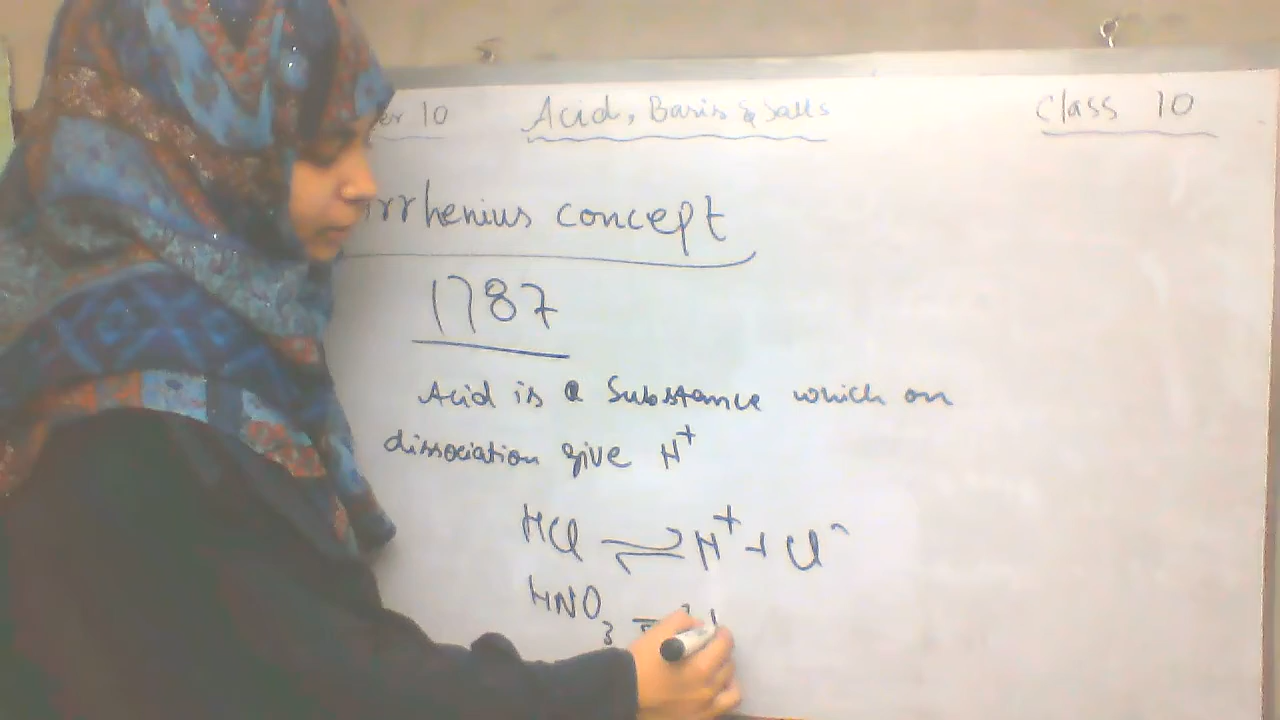 er 10 Acid, Basis & Salts Class 10
rrhenius concept
1787
Acid is a Substance which on
dissociation give H⁺
HCl ⇌ H⁺ + Cl⁻
HNO₃